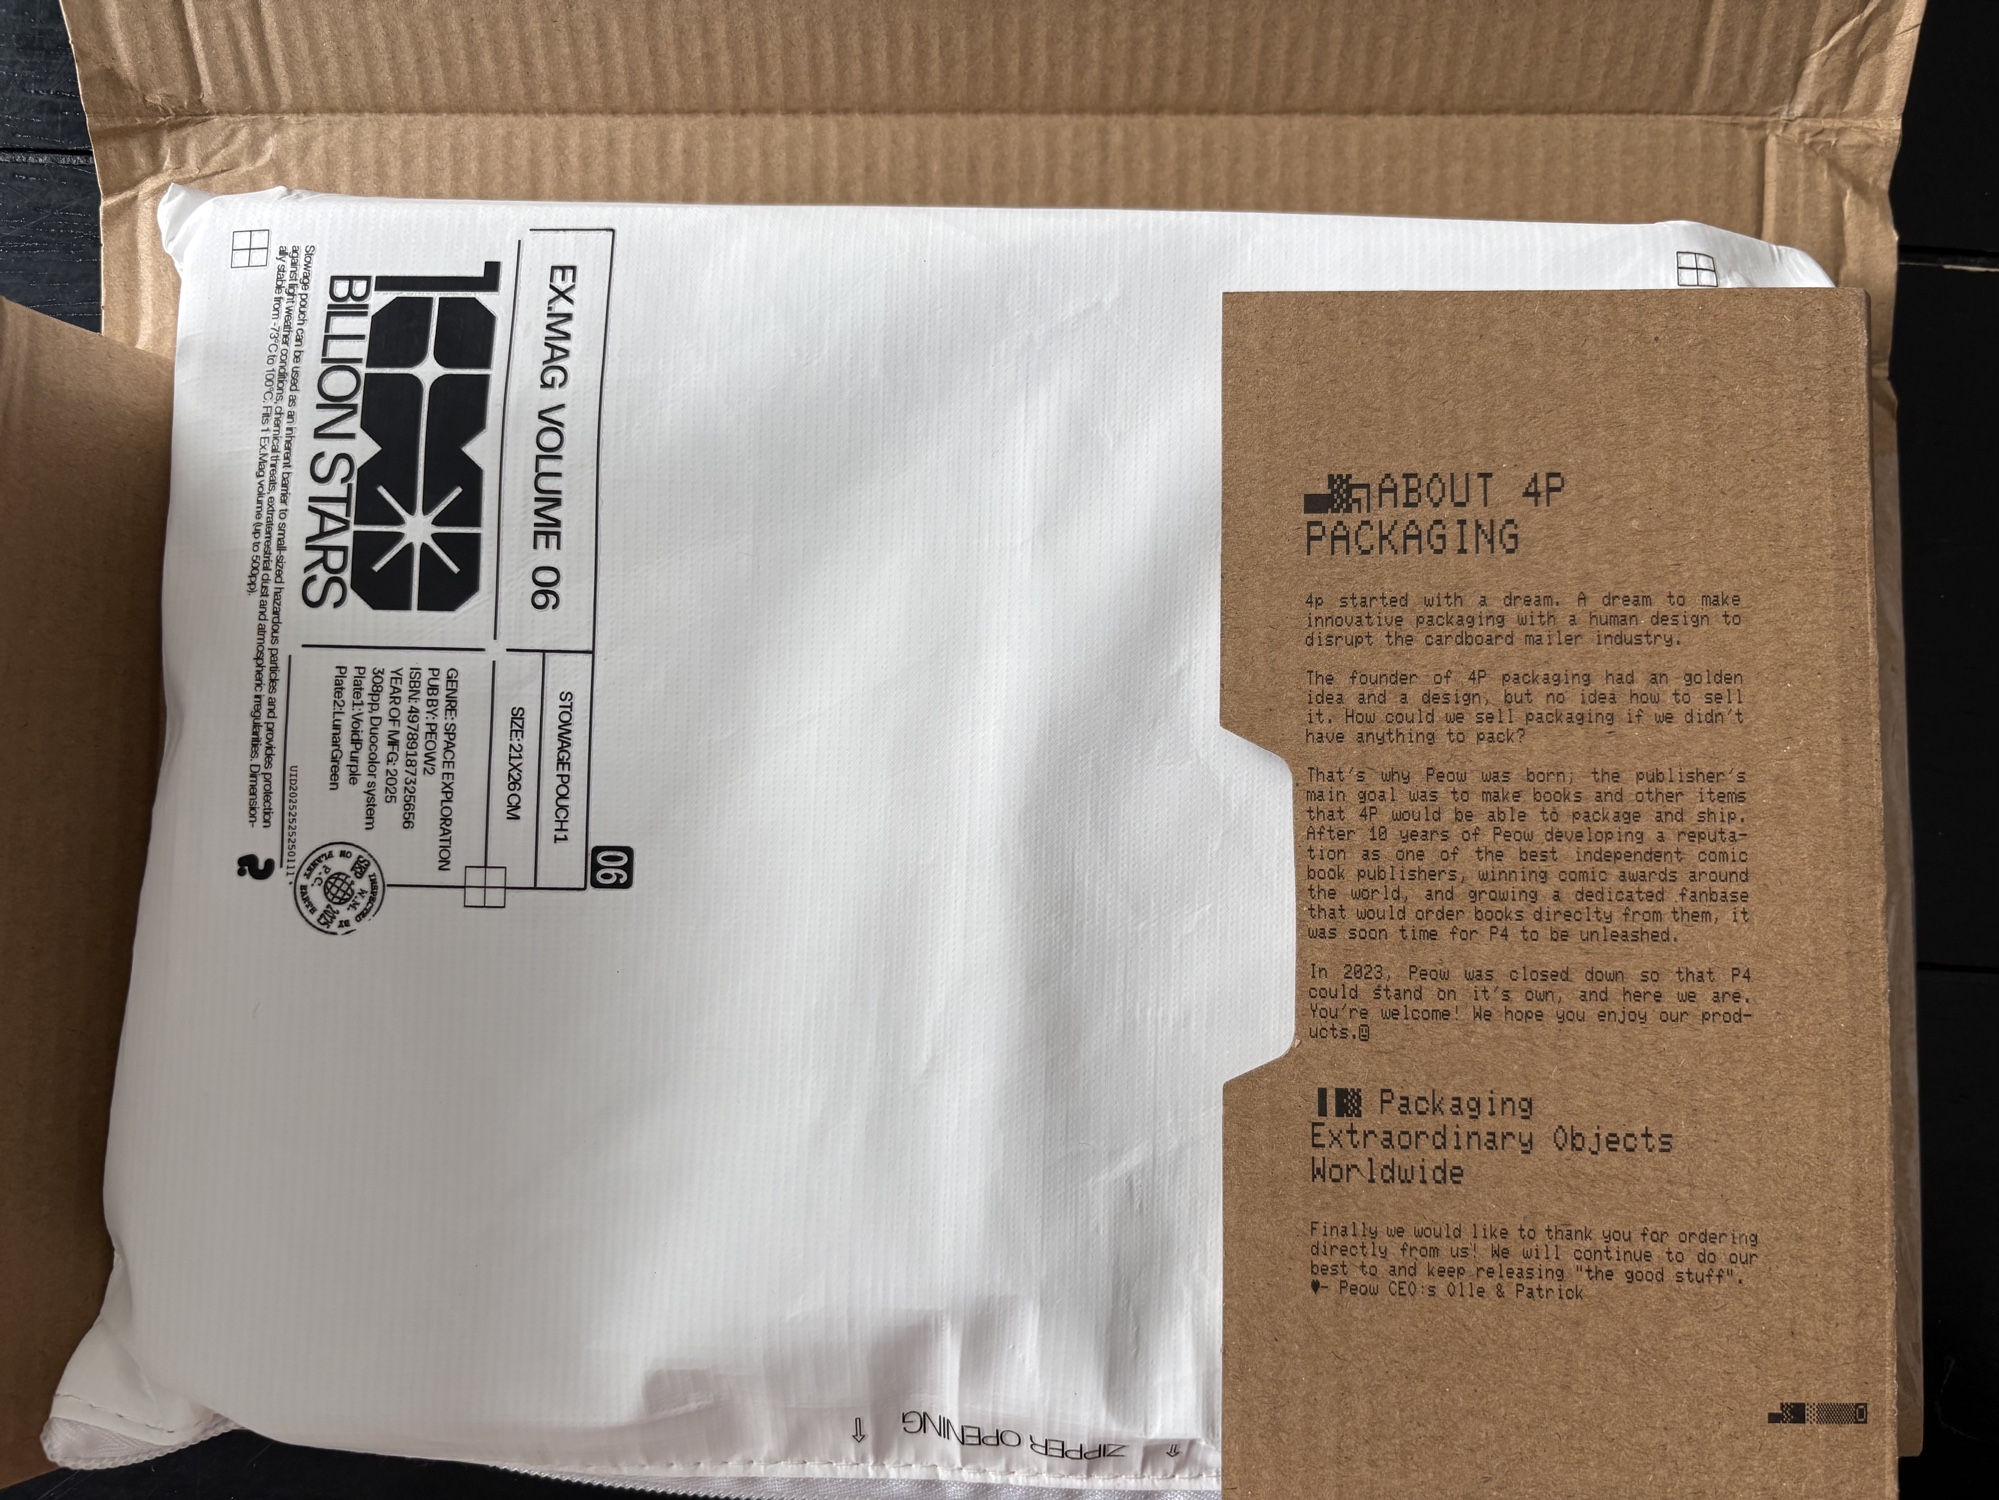 EX.MAG VOLUME 06
STOWAGE POUCH 1
SIZE: 21X26 CM
06
100
BILLION STARS
GENRE: SPACE EXPLORATION
PUB BY: PEOW2
ISBN: 49789187325656
YEAR OF MFG: 2025
308pp, Duocolor system
Plate1: VoidPurple
Plate2: LunarGreen
Stowage pouch can be used as an inherent barrier to small-sized hazardous particles and provides protection
against light weather conditions, chemical threats, extraterrestrial dust and atmospheric irregularities. Dimension-
ally stable from -73°C to 100°C. Fits 1 Ex.Mag volume (up to 500pp).
ZIPPER OPENING
ABOUT 4P
PACKAGING
4p started with a dream. A dream to make
innovative packaging with a human design to
disrupt the cardboard mailer industry.
The founder of 4P packaging had an golden
idea and a design, but no idea how to sell
it. How could we sell packaging if we didn't
have anything to pack?
That's why Peow was born; the publisher's
main goal was to make books and other items
that 4P would be able to package and ship.
After 10 years of Peow developing a reputa-
tion as one of the best independent comic
book publishers, winning comic awards around
the world, and growing a dedicated fanbase
that would order books direclty from them, it
was soon time for P4 to be unleashed.
In 2023, Peow was closed down so that P4
could stand on it's own, and here we are.
You're welcome! We hope you enjoy our prod-
ucts.
Packaging
Extraordinary Objects
Worldwide
Finally we would like to thank you for ordering
directly from us! We will continue to do our
best to and keep releasing "the good stuff".
♥- Peow CEO:s Olle & Patrick